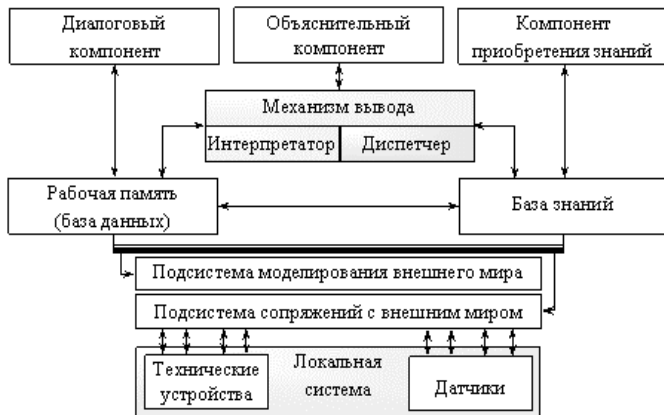 Диалоговый
компонент
Объяснительный
компонент
Компонент
приобретения знаний
Механизм вывода
Интерпретатор
Диспетчер
Рабочая память
(база данных)
База знаний
Подсистема моделирования внешнего мира
Подсистема сопряжений с внешним миром
Технические
устройства
Локальная
система
Датчики